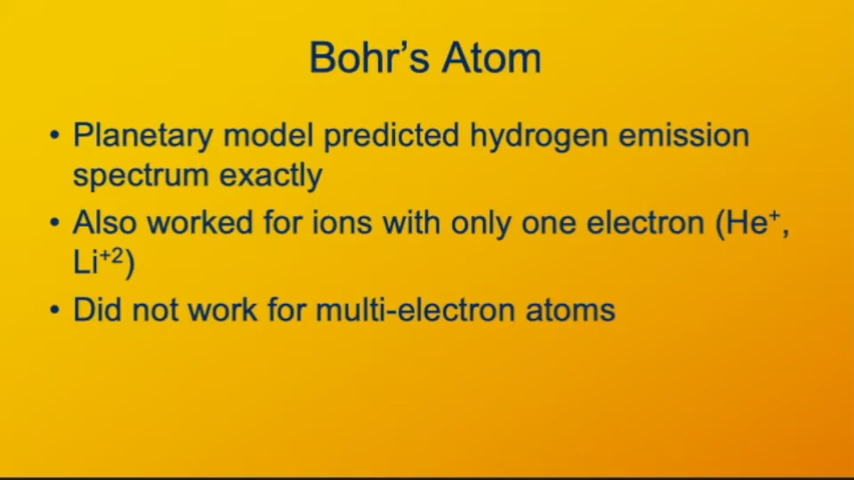 Bohr’s Atom
• Planetary model predicted hydrogen emission
spectrum exactly
• Also worked for ions with only one electron (He⁺,
Li⁺²)
• Did not work for multi-electron atoms